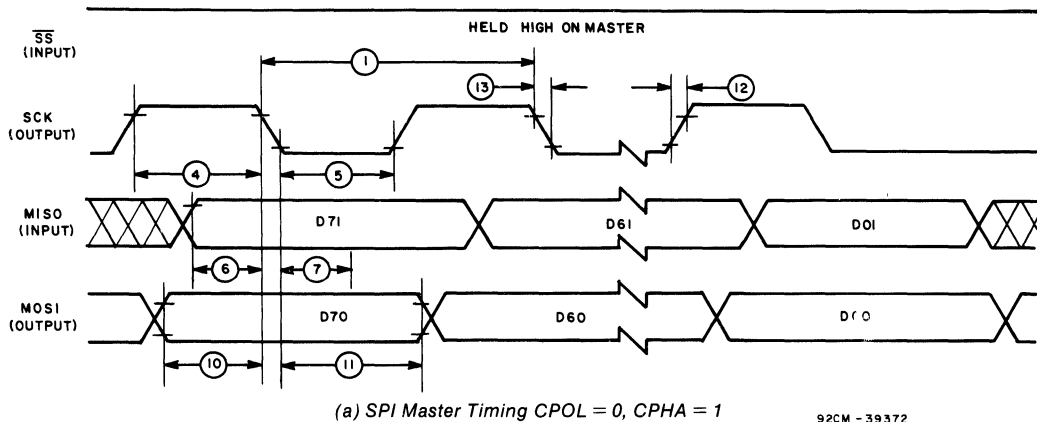 HELD HIGH ON MASTER
SS
(INPUT)
1
13
12
SCK
(OUTPUT)
4
5
MISO
(INPUT)
D71
D61
D01
6
7
MOSI
(OUTPUT)
D70
D60
10
11
(a) SPI Master Timing CPOL = 0, CPHA = 1
92CM-39372